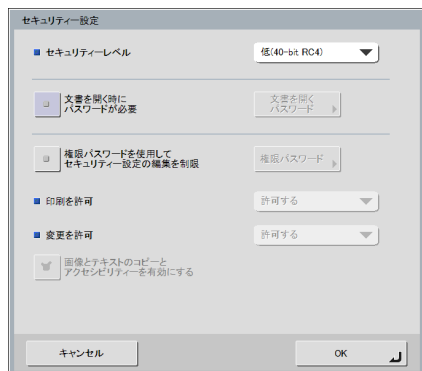 セキュリティー設定
セキュリティーレベル
低(40-bit RC4)
文書を開く時に
パスワードが必要
文書を開く
パスワード
権限パスワードを使用して
セキュリティー設定の編集を制限
権限パスワード
印刷を許可
許可する
変更を許可
許可する
画像とテキストのコピーと
アクセシビリティーを有効にする
キャンセル
OK